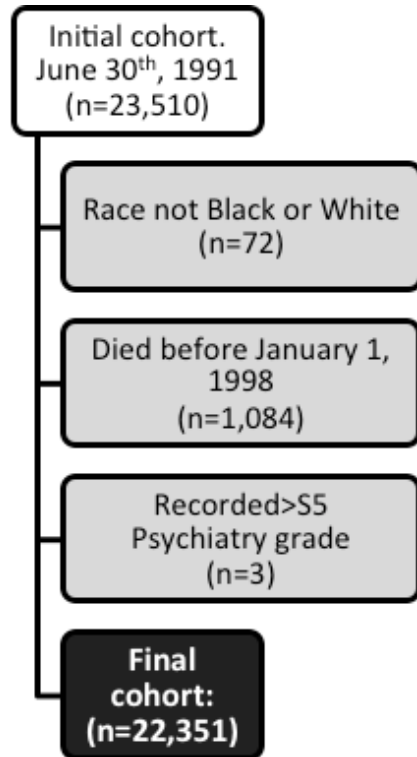 Initial cohort.
June 30th, 1991
(n=23,510)
Race not Black or White
(n=72)
Died before January 1,
1998
(n=1,084)
Recorded>S5
Psychiatry grade
(n=3)
Final
cohort:
(n=22,351)